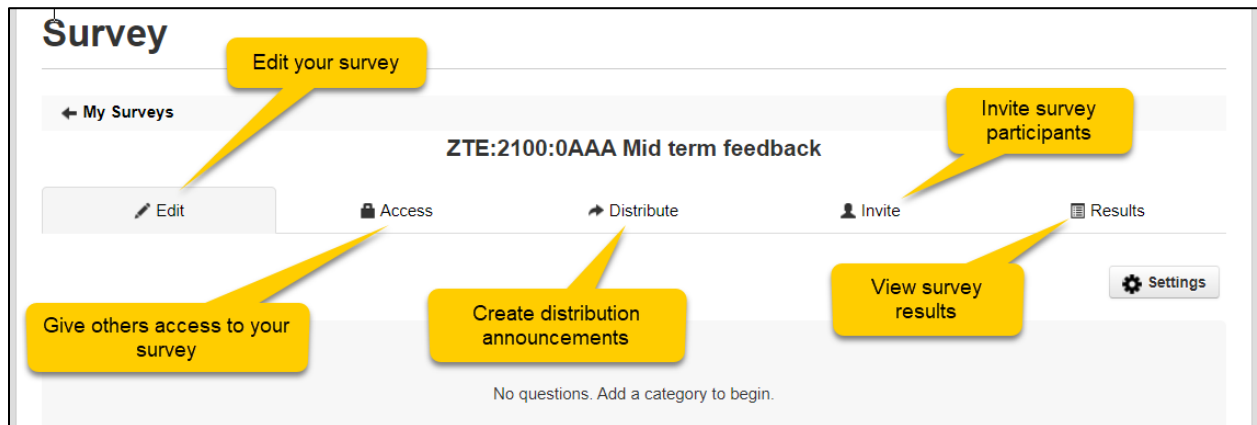 Survey
Edit your survey
← My Surveys
Invite survey
participants
ZTE:2100:0AAA Mid term feedback
Edit
Access
Distribute
Invite
Results
Settings
Give others access to your
survey
Create distribution
announcements
View survey
results
No questions. Add a category to begin.